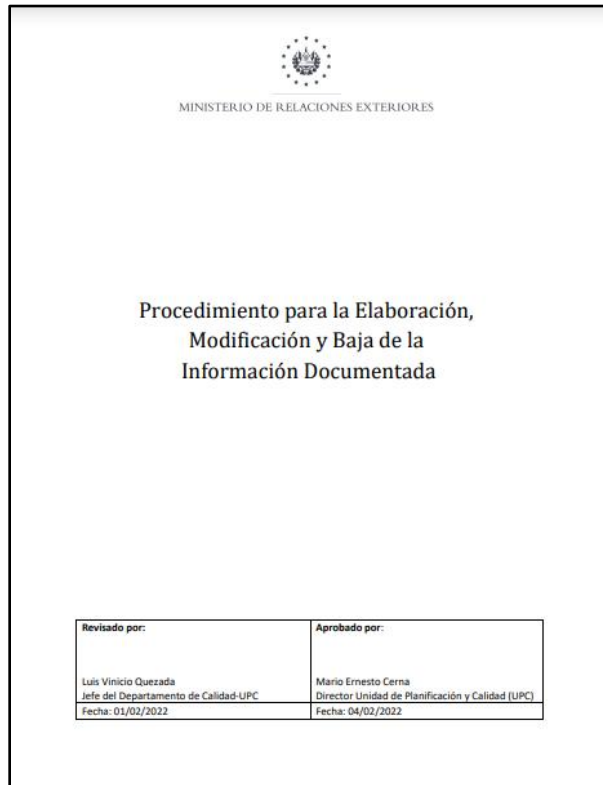 MINISTERIO DE RELACIONES EXTERIORES
Procedimiento para la Elaboración,
Modificación y Baja de la
Información Documentada
Revisado por:
Luis Vinicio Quezada
Jefe del Departamento de Calidad-UPC
Fecha: 01/02/2022
Aprobado por:
Mario Ernesto Cerna
Director Unidad de Planificación y Calidad (UPC)
Fecha: 04/02/2022